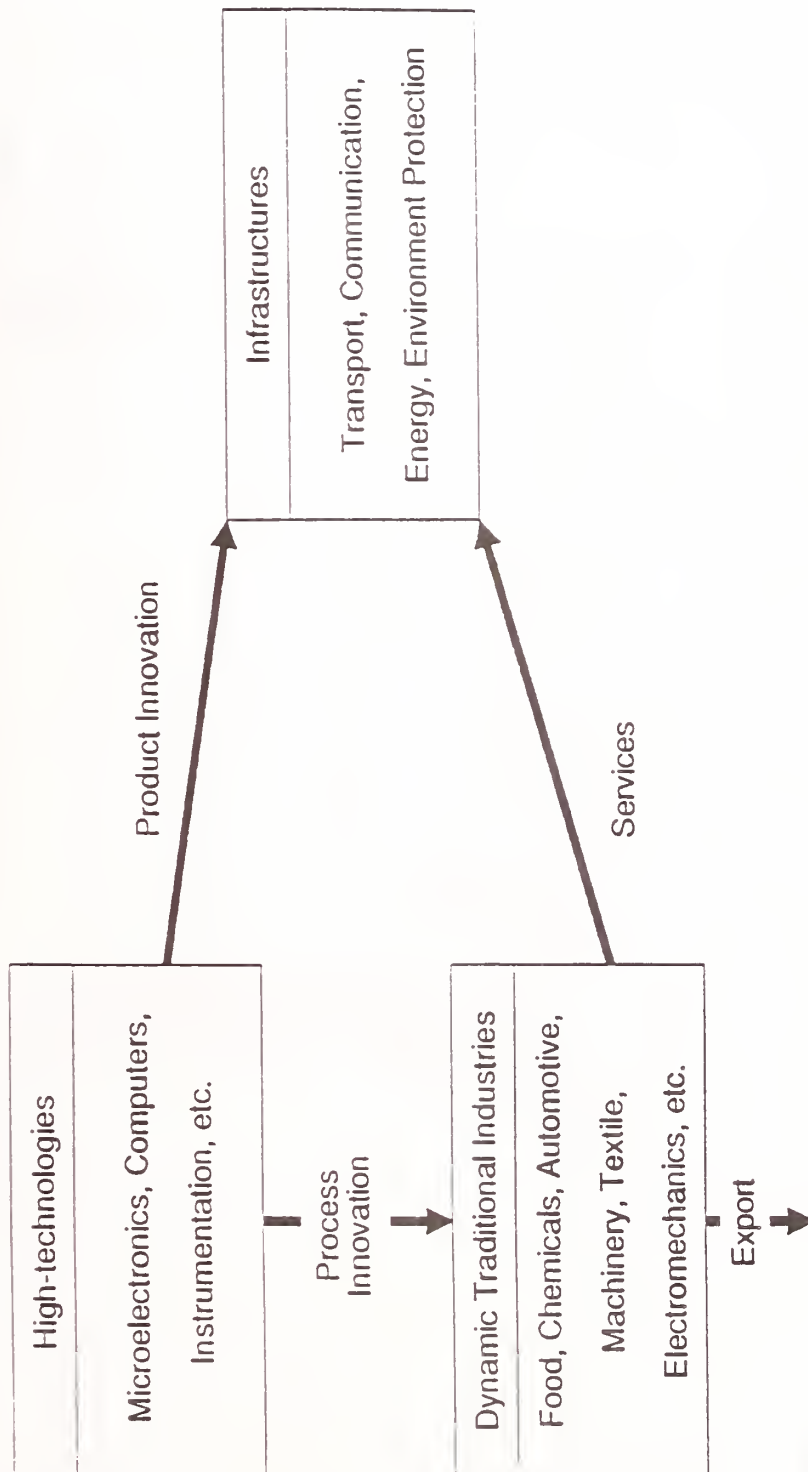 High-technologies
Microelectronics, Computers,
Instrumentation, etc.
Process
Innovation
Dynamic Traditional Industries
Food, Chemicals, Automotive,
Machinery, Textile,
Electromechanics, etc.
Export
Product Innovation
Services
Infrastructures
Transport, Communication,
Energy, Environment Protection